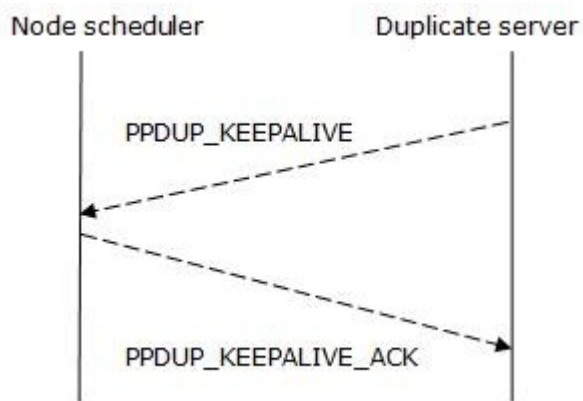 Node scheduler
Duplicate server
PPDUP_KEEPALIVE
PPDUP_KEEPALIVE_ACK